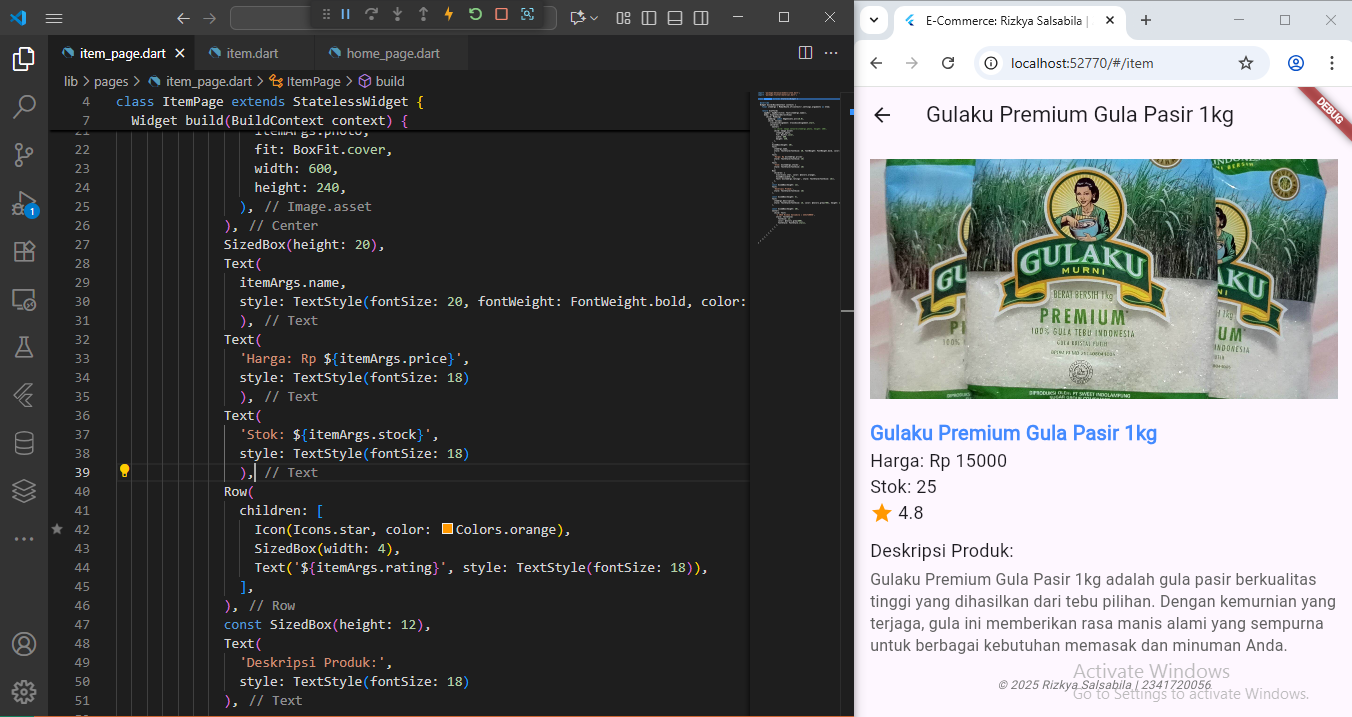 item_page.dart
item.dart
home_page.dart
lib > pages > item_page.dart > ItemPage > build
4 class ItemPage extends StatelessWidget {
7 Widget build(BuildContext context) {
21 itemArgs.photo,
22 fit: BoxFit.cover,
23 width: 600,
24 height: 240,
25 ), // Image.asset
26 ), // Center
27 SizedBox(height: 20),
28 Text(
29 itemArgs.name,
30 style: TextStyle(fontSize: 20, fontWeight: FontWeight.bold, color:
31 ), // Text
32 Text(
33 'Harga: Rp ${itemArgs.price}',
34 style: TextStyle(fontSize: 18)
35 ), // Text
36 Text(
37 'Stok: ${itemArgs.stock}',
38 style: TextStyle(fontSize: 18)
39 ), // Text
40 Row(
41 children: [
42 Icon(Icons.star, color: Colors.orange),
43 SizedBox(width: 4),
44 Text('${itemArgs.rating}', style: TextStyle(fontSize: 18)),
45 ],
46 ), // Row
47 const SizedBox(height: 12),
48 Text(
49 'Deskripsi Produk:',
50 style: TextStyle(fontSize: 18)
51 ), // Text
1
E-Commerce: Rizkya Salsabila |
localhost:52770/#/item
DEBUG
Gulaku Premium Gula Pasir 1kg
INDONESIA
GULAKU
MURNI
BERAT BERSIH 1kg
PREMIUM
100% GULA TEBU INDONESIA
GULA KRISTAL PUTIH
DIPRODUKSI OLEH: PT SWEET INDOLAMPUNG
Gulaku Premium Gula Pasir 1kg
Harga: Rp 15000
Stok: 25
4.8
Deskripsi Produk:
Gulaku Premium Gula Pasir 1kg adalah gula pasir berkualitas
tinggi yang dihasilkan dari tebu pilihan. Dengan kemurnian yang
terjaga, gula ini memberikan rasa manis alami yang sempurna
untuk berbagai kebutuhan memasak dan minuman Anda.
Activate Windows
© 2025 Rizkya Salsabila | 2341720056
Go to Settings to activate Windows.